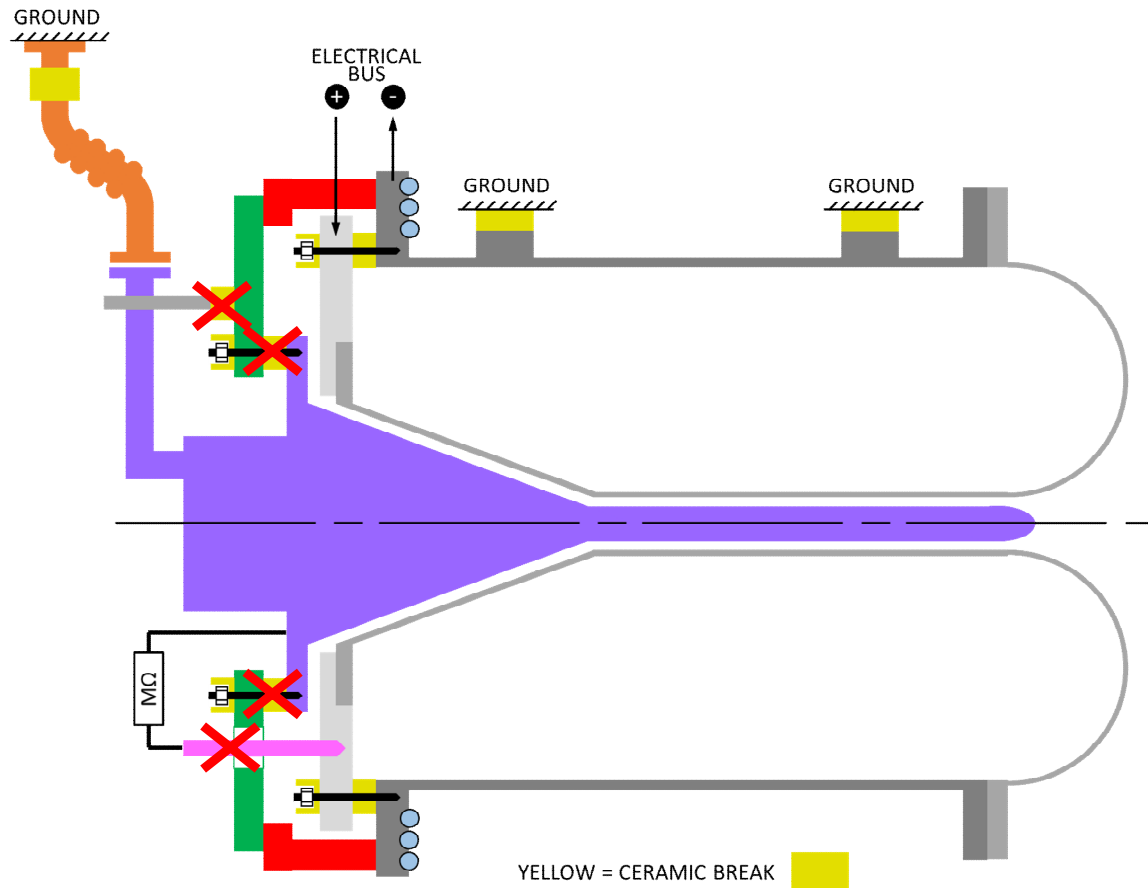 GROUND
ELECTRICAL
BUS
+ -
GROUND
GROUND
MΩ
YELLOW = CERAMIC BREAK